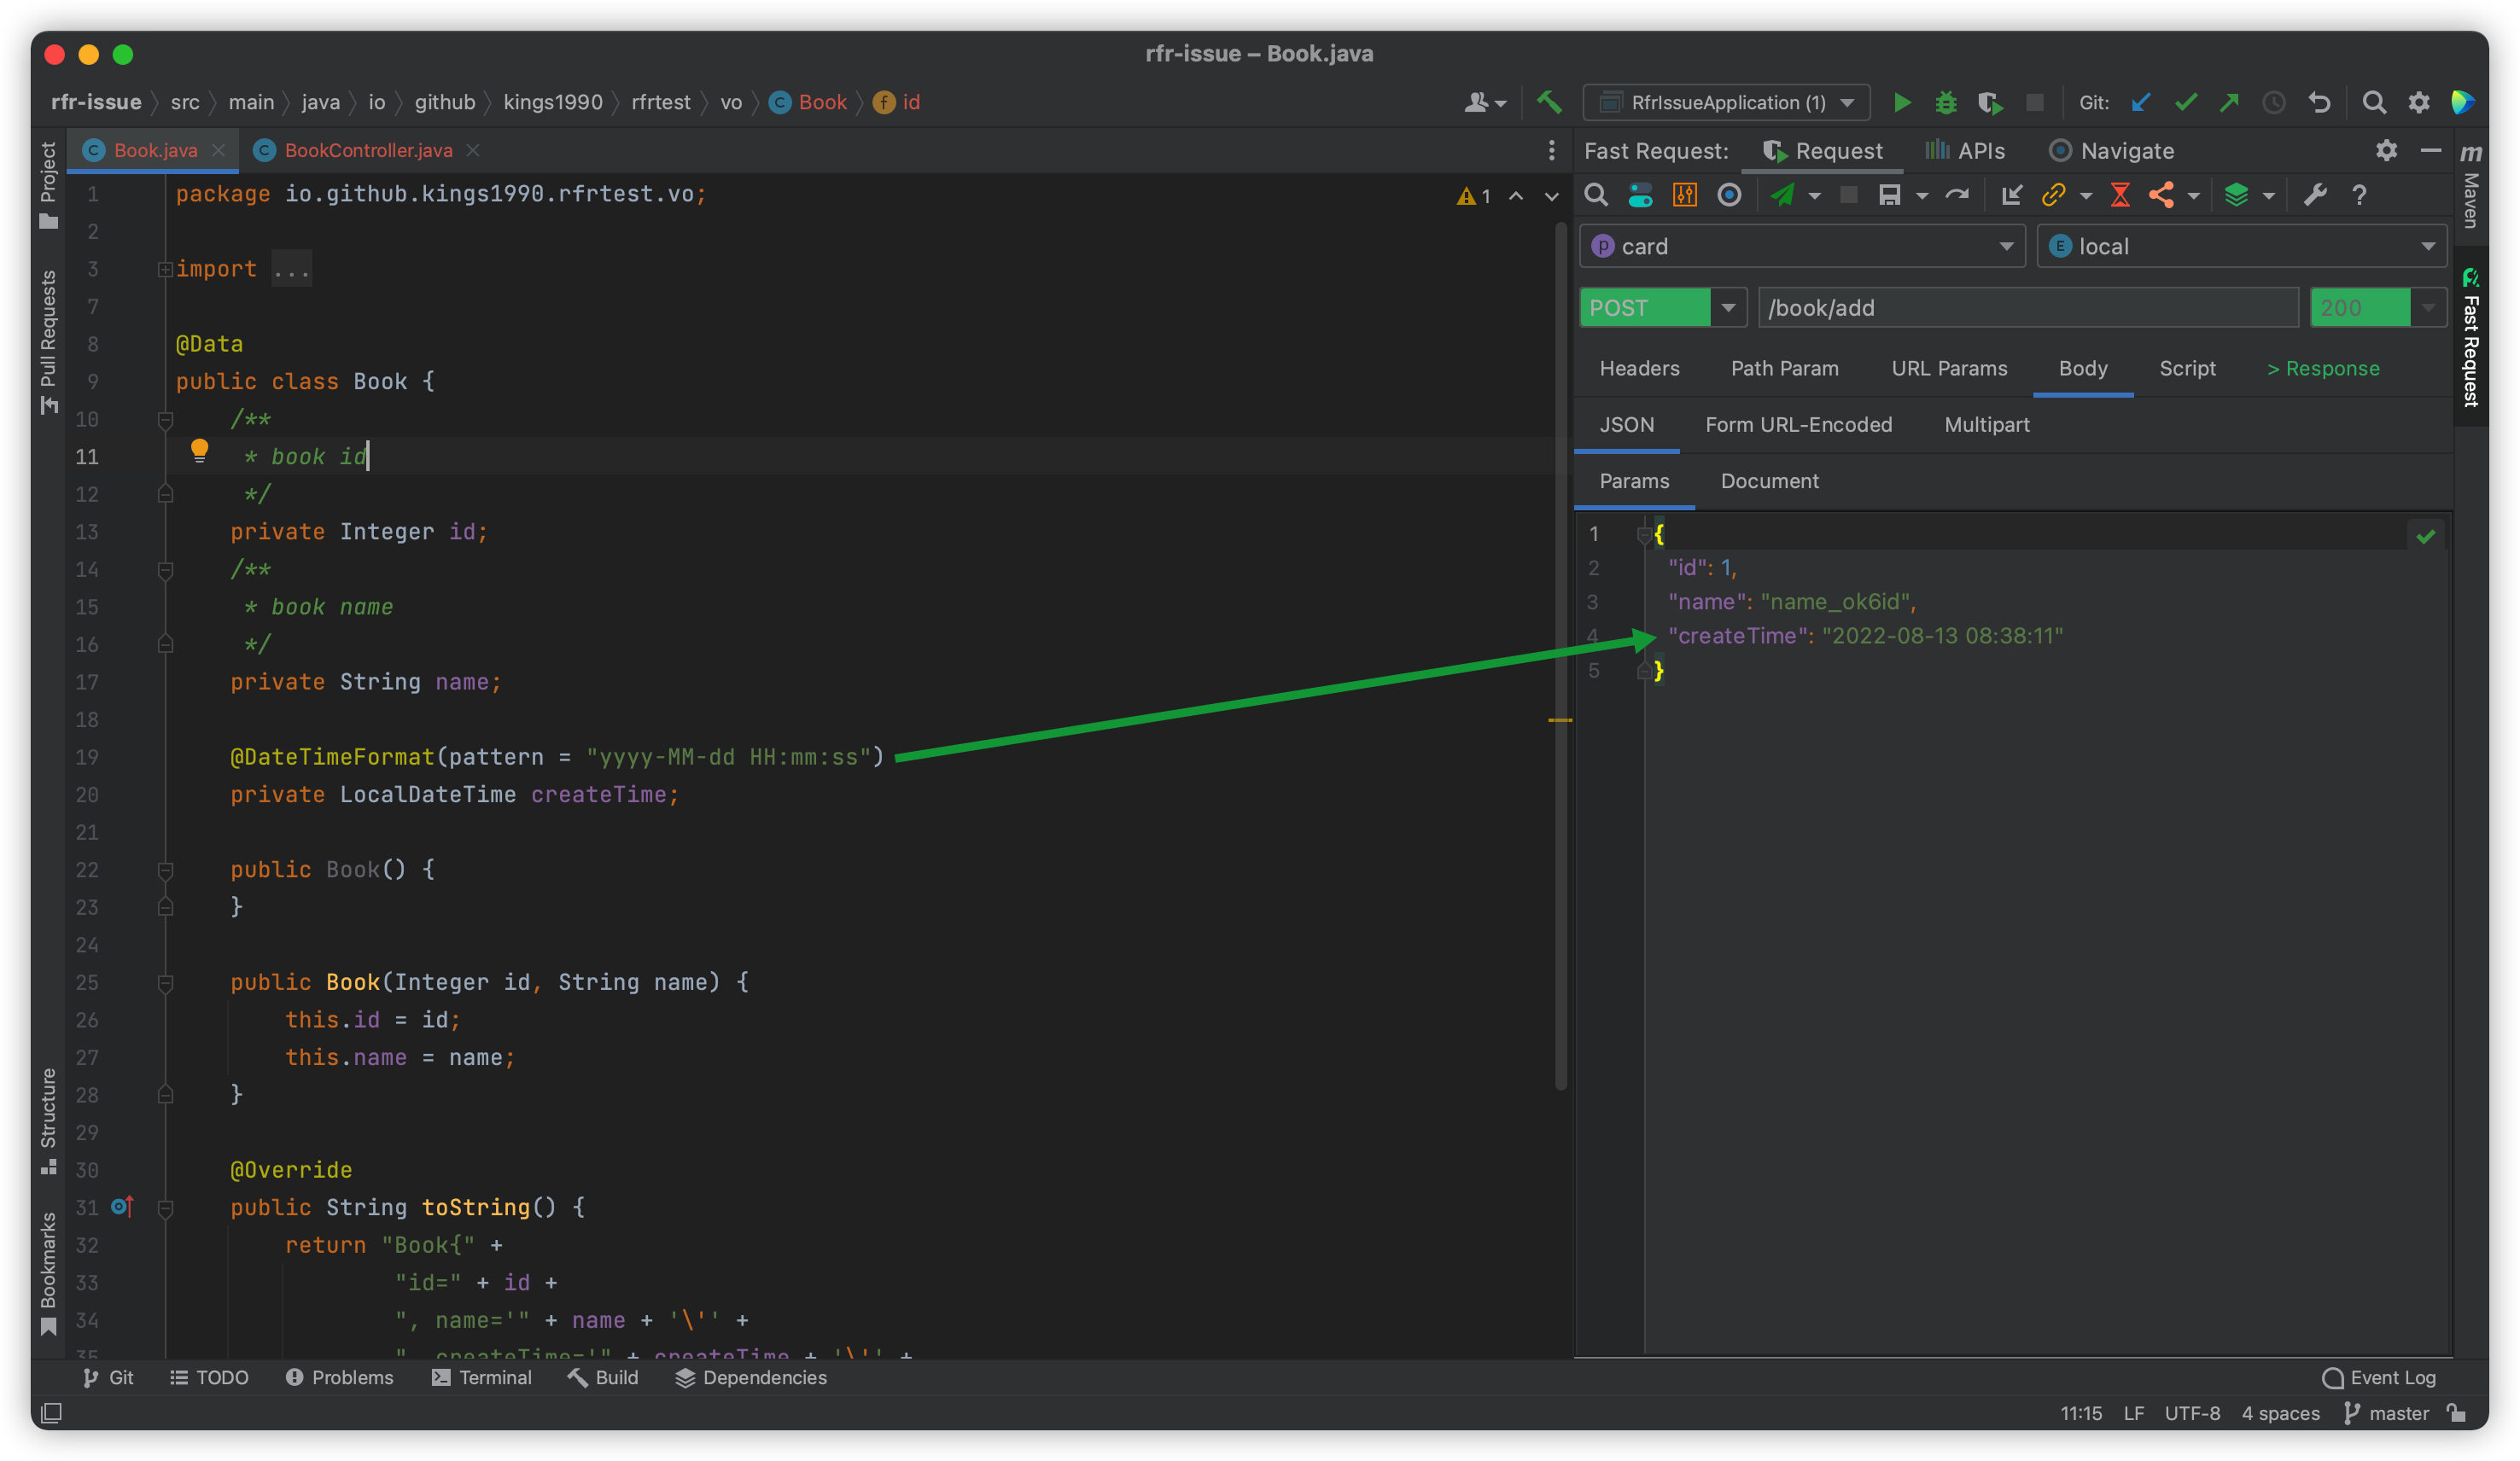 rfr-issue – Book.java
rfr-issue src main java io github kings1990 rfrtest vo Book id
RfrIssueApplication (1) Git:
Project
Pull Requests
Structure
Bookmarks
Book.java BookController.java
1 package io.github.kings1990.rfrtest.vo; 1
2
3 import ...
7
8 @Data
9 public class Book {
10 /**
11 * book id
12 */
13 private Integer id;
14 /**
15 * book name
16 */
17 private String name;
18
19 @DateTimeFormat(pattern = "yyyy-MM-dd HH:mm:ss")
20 private LocalDateTime createTime;
21
22 public Book() {
23 }
24
25 public Book(Integer id, String name) {
26 this.id = id;
27 this.name = name;
28 }
29
30 @Override
31 public String toString() {
32 return "Book{" +
33 "id=" + id +
34 ", name='" + name + '\'' +
35 ", createTime='" + createTime + '\'' +
Fast Request: Request APIs Navigate
card local
POST /book/add 200
Headers Path Param URL Params Body Script > Response
JSON Form URL-Encoded Multipart
Params Document
1 {
2 "id": 1,
3 "name": "name_ok6id",
4 "createTime": "2022-08-13 08:38:11"
5 }
Maven
Fast Request
Git TODO Problems Terminal Build Dependencies Event Log
11:15 LF UTF-8 4 spaces master